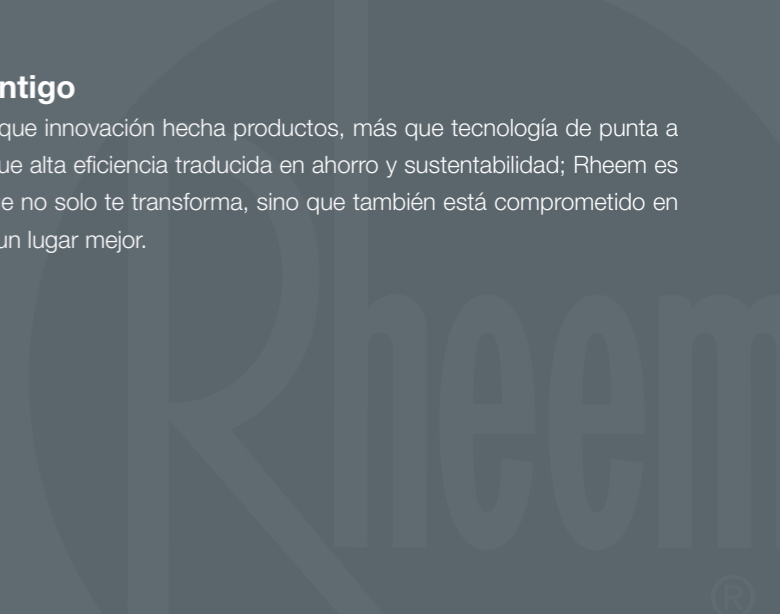 ntigo
que innovación hecha productos, más que tecnología de punta a
ue alta eficiencia traducida en ahorro y sustentabilidad; Rheem es
e no solo te transforma, sino que también está comprometido en
un lugar mejor.
Rheem
®